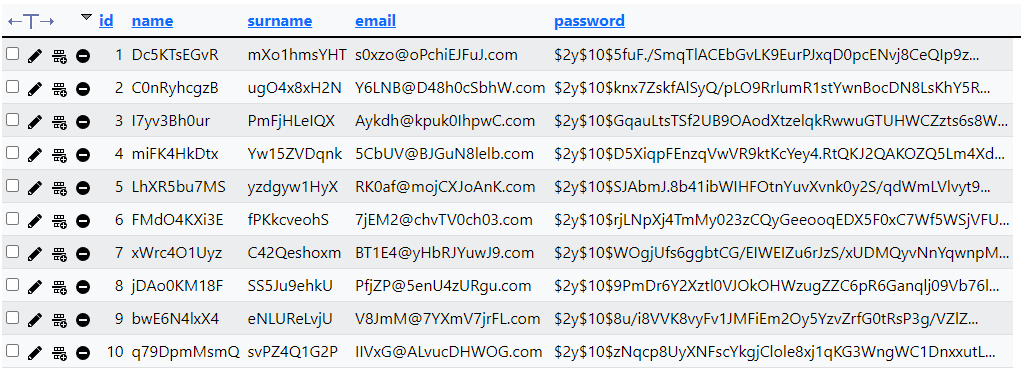 id name surname email password
1 Dc5KTsEGvR mXo1hmsYHT s0xzo@oPchiEJFuJ.com $2y$10$5fuF./SmqTlACEbGvLK9EurPJxqD0pcENvj8CeQIp9z...
2 C0nRyhcgzB ugO4x8xH2N Y6LNB@D48h0cSbhW.com $2y$10$knx7ZskfAlSyQ/pLO9RrlumR1stYwnBocDN8LsKhY5R...
3 I7yv3Bh0ur PmFjHLeIQX Aykdh@kpuk0IhpwC.com $2y$10$GqauLtsTSf2UB9OAodXtzelqkRwwuGTUHWCZzts6s8W...
4 miFK4HkDtx Yw15ZVDqnk 5CbUV@BJGuN8lelb.com $2y$10$D5XiqpFEnzqVwVR9ktKcYey4.RtQKJ2QAKOZQ5Lm4Xd...
5 LhXR5bu7MS yzdgyw1HyX RK0af@mojCXJoAnK.com $2y$10$SJAbmJ.8b41ibWIHFOtnYuvXvnk0y2S/qdWmLVlvyt9...
6 FMdO4KXi3E fPKkcveohS 7jEM2@chvTV0ch03.com $2y$10$rjLNpXj4TmMy023zCQyGeeooqEDX5F0xC7Wf5WSjVFU...
7 xWrc4O1Uyz C42Qeshoxm BT1E4@yHbRJYuwJ9.com $2y$10$WOgjUfs6ggbtCG/EIWEIZu6rJzS/xUDMQyvNnYqwnpM...
8 jDAo0KM18F SS5Ju9ehkU PfjZP@5enU4zURgu.com $2y$10$9PmDr6Y2Xztl0VJOkOHWzugZZC6pR6Ganqlj09Vb76l...
9 bwE6N4lxX4 eNLUReLvjU V8JmM@7YXmV7jrFL.com $2y$10$8u/i8VVK8vyFv1JMFiEm2Oy5YzvZrfG0tRsP3g/VZlZ...
10 q79DpmMsmQ svPZ4Q1G2P IIVxG@ALvucDHWOG.com $2y$10$zNqcp8UyXNFscYkgjClole8xj1qKG3WngWC1DnxxutL...